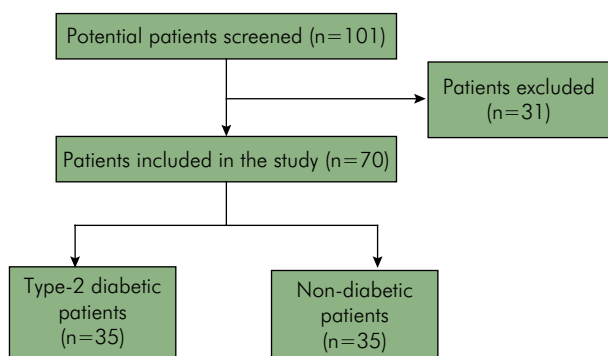 Potential patients screened (n=101)
Patients excluded
(n=31)
Patients included in the study (n=70)
Type-2 diabetic
patients
(n=35)
Non-diabetic
patients
(n=35)